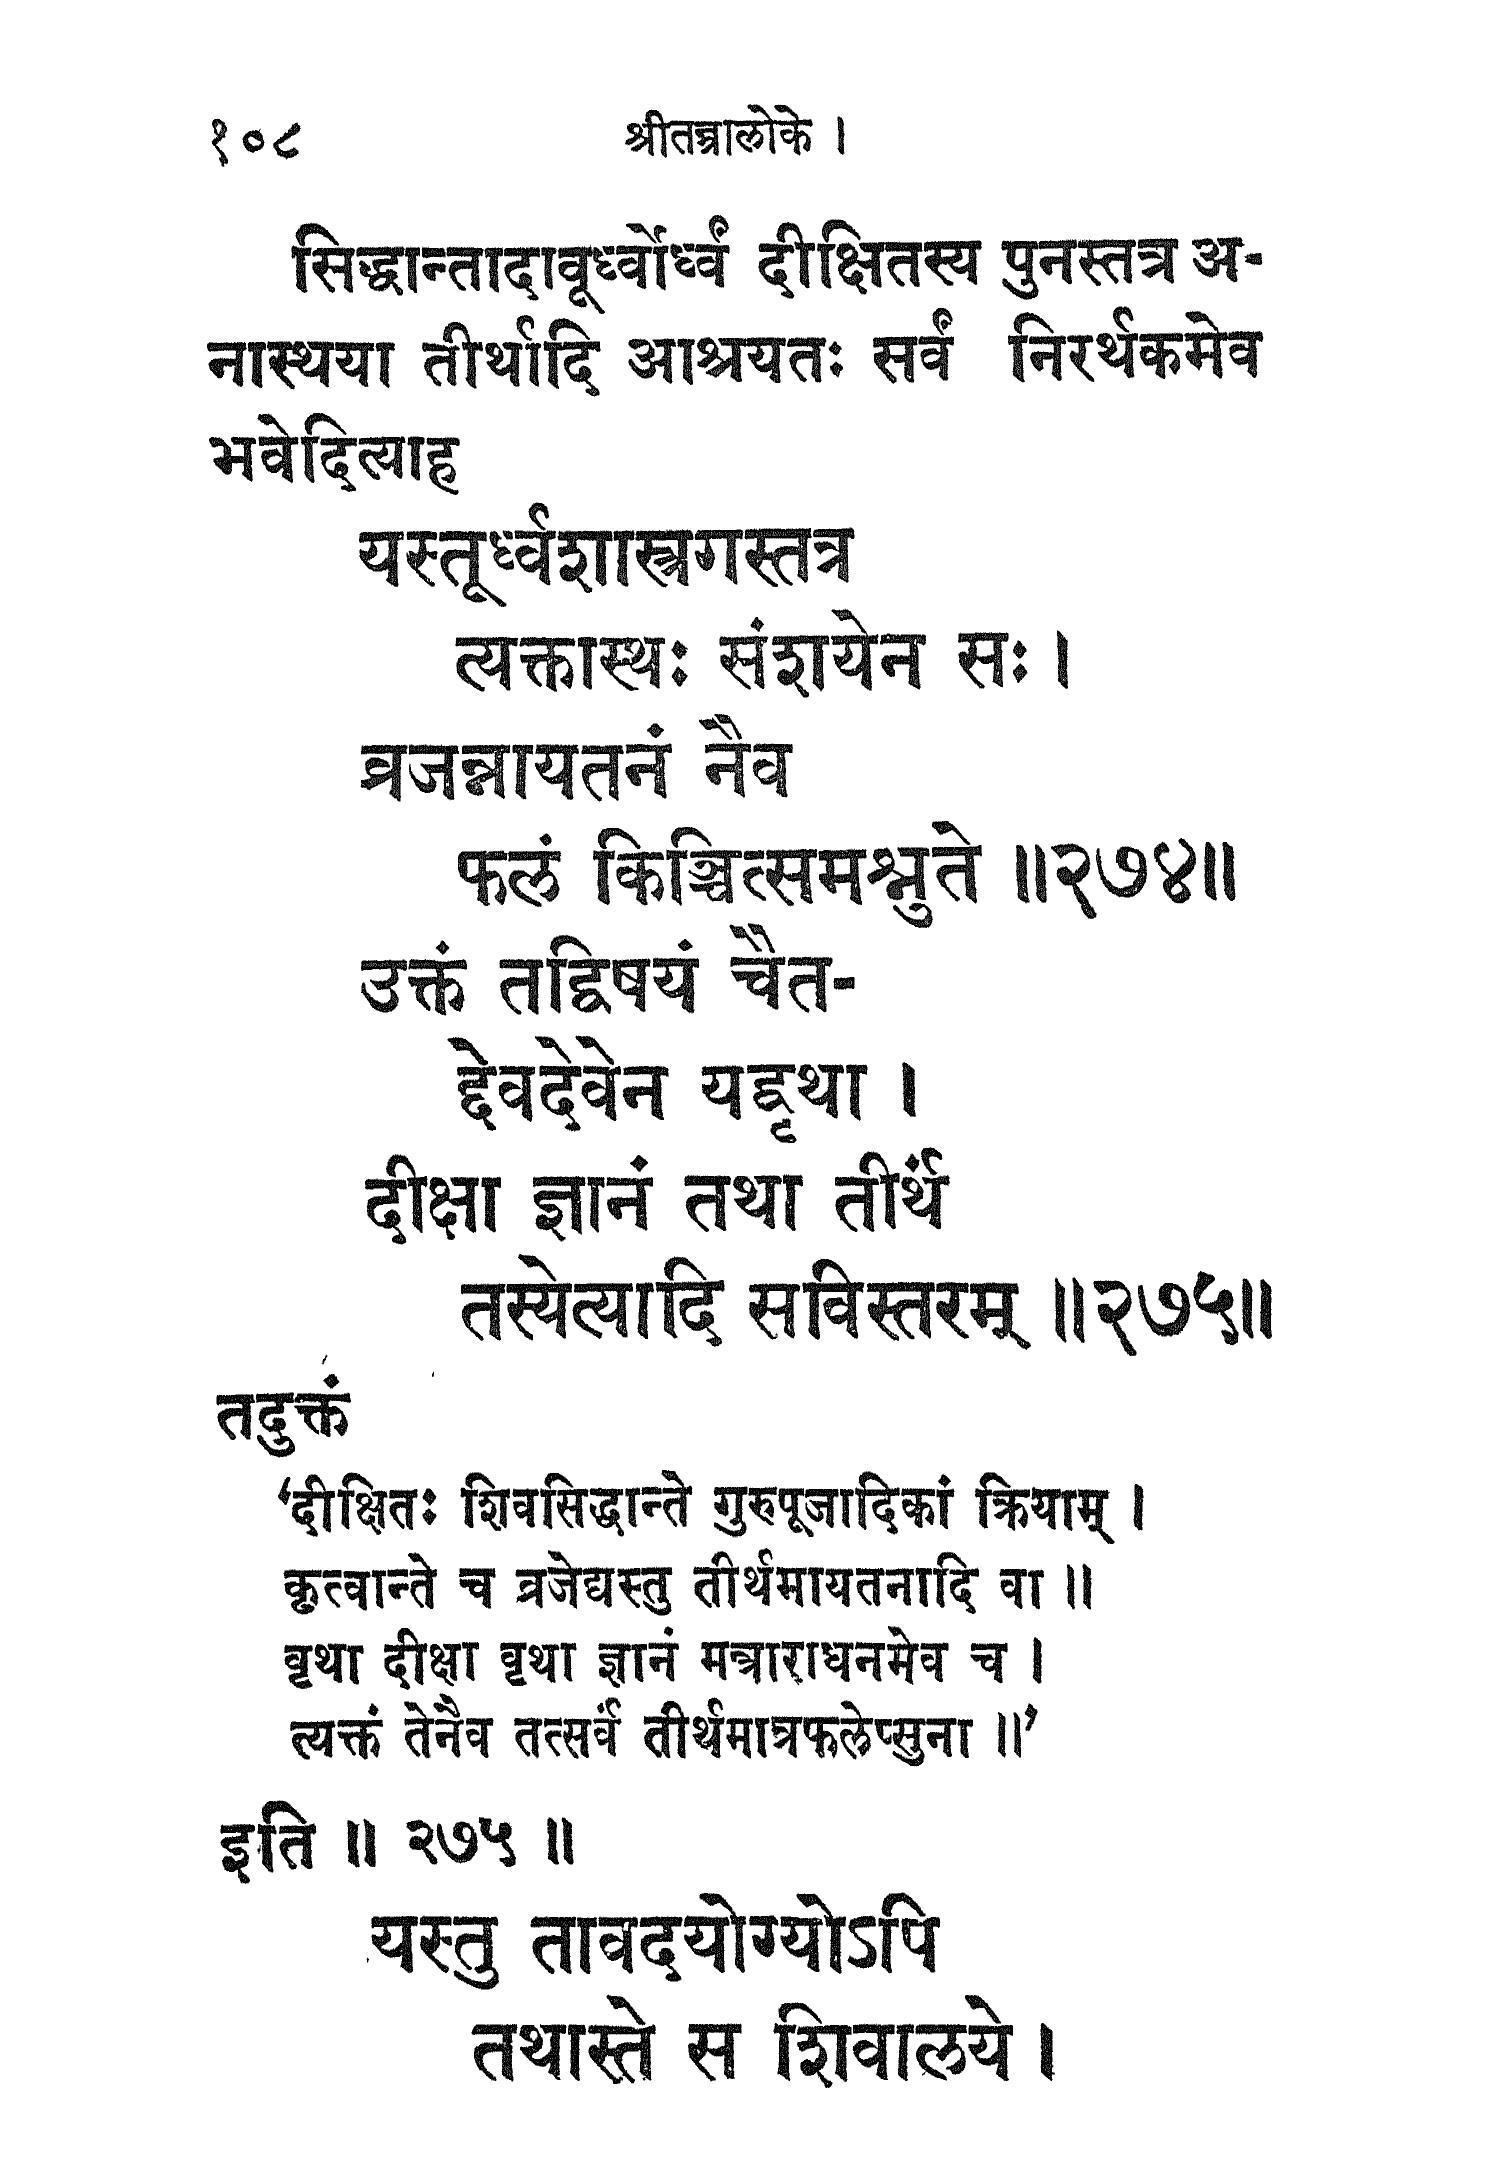 १०८ श्रीतन्त्रालोके ।
सिद्धान्तादावूर्ध्वोर्ध्वं दीक्षितस्य पुनस्तत्र अ-
नास्थया तीर्थादि आश्रयतः सर्वं निरर्थकमेव
भवेदित्याह
यस्तूर्ध्वशास्त्रगस्तत्र
त्यक्तास्थः संशयेन सः ।
व्रजन्नायतनं नैव
फलं किञ्चित्समश्नुते ॥२७४॥
उक्तं तद्विषयं चैत-
द्देवदेवेन यद्वृथा ।
दीक्षा ज्ञानं तथा तीर्थं
तस्येत्यादि सविस्तरम् ॥२७५॥
तदुक्तं
‘दीक्षितः शिवसिद्धान्ते गुरुपूजादिकां क्रियाम् ।
कृत्वान्ते च व्रजेद्यस्तु तीर्थमायतनादि वा ॥
वृथा दीक्षा वृथा ज्ञानं मन्त्राराधनमेव च ।
त्यक्तं तेनैव तत्सर्वं तीर्थमात्रफलेप्सुना ॥’
इति ॥ २७५ ॥
यस्तु तावदयोग्योऽपि
तथास्ते स शिवालये ।